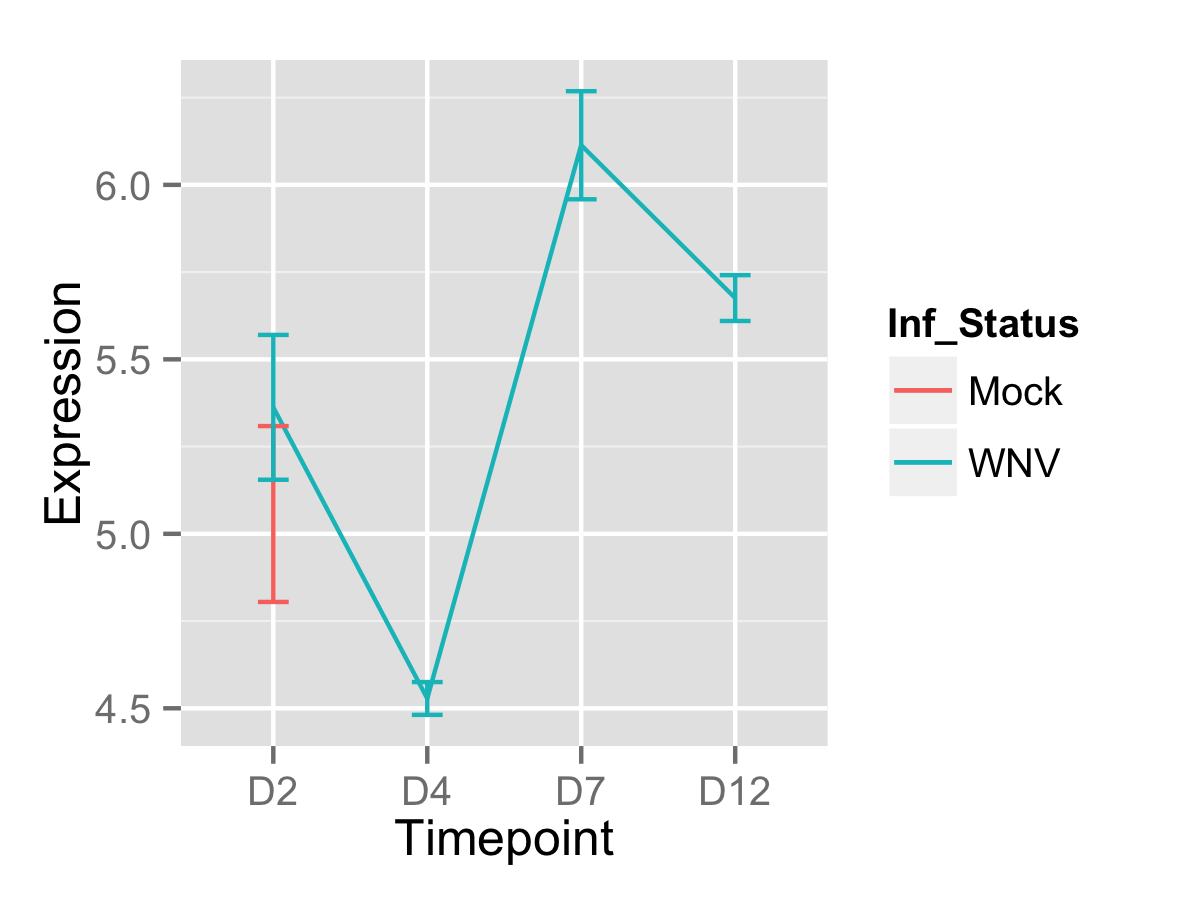 Expression
6.0
5.5
5.0
4.5
D2 D4 D7 D12
Timepoint
Inf_Status
Mock
WNV